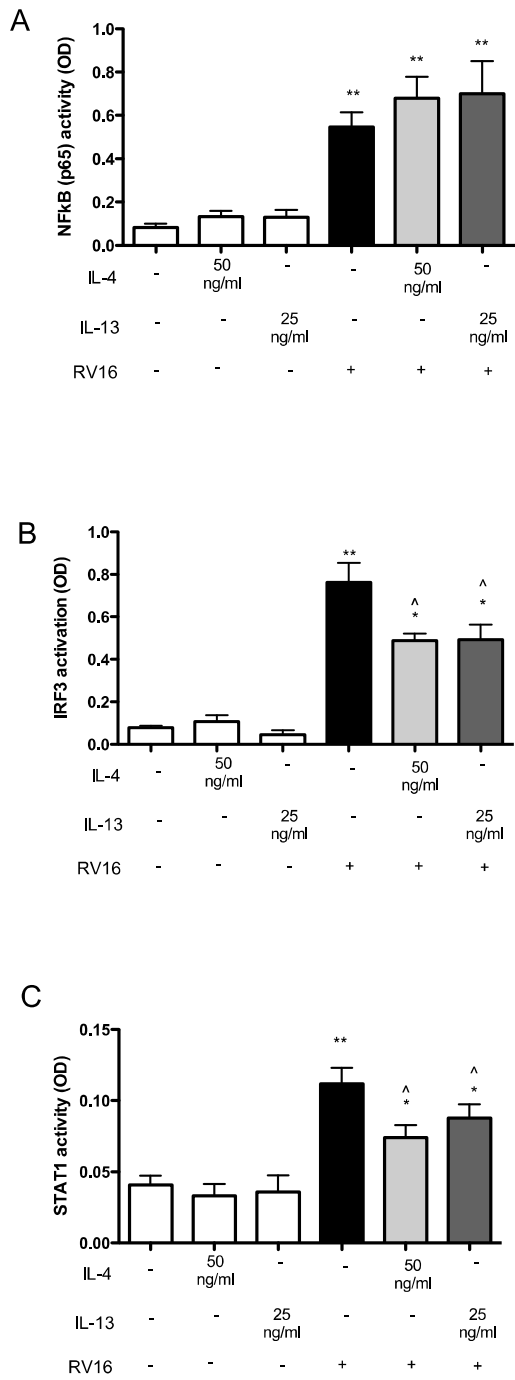 A
NFkB (p65) activity (OD)
1.0
0.8
0.6
0.4
0.2
0.0
** ** **
IL-4 - 50 ng/ml - - 50 ng/ml -
IL-13 - - 25 ng/ml - - 25 ng/ml
RV16 - - - + + +
B
IRF3 activation (OD)
1.0
0.8
0.6
0.4
0.2
0.0
** ^ * ^ *
IL-4 - 50 ng/ml - - 50 ng/ml -
IL-13 - - 25 ng/ml - - 25 ng/ml
RV16 - - - + + +
C
STAT1 activity (OD)
0.15
0.10
0.05
0.00
** ^ * ^ *
IL-4 - 50 ng/ml - - 50 ng/ml -
IL-13 - - 25 ng/ml - - 25 ng/ml
RV16 - - - + + +